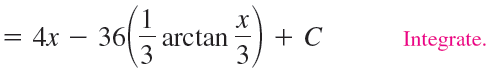 = 4x − 36(1/3 arctan x/3) + C Integrate.